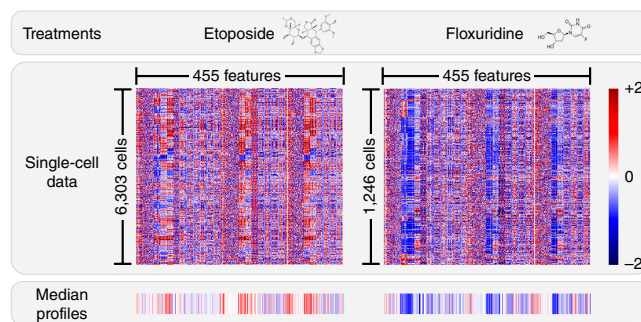 Treatments
Etoposide
Floxuridine
455 features
455 features
Single-cell
data
6,303 cells
1,246 cells
+2
0
−2
Median
profiles